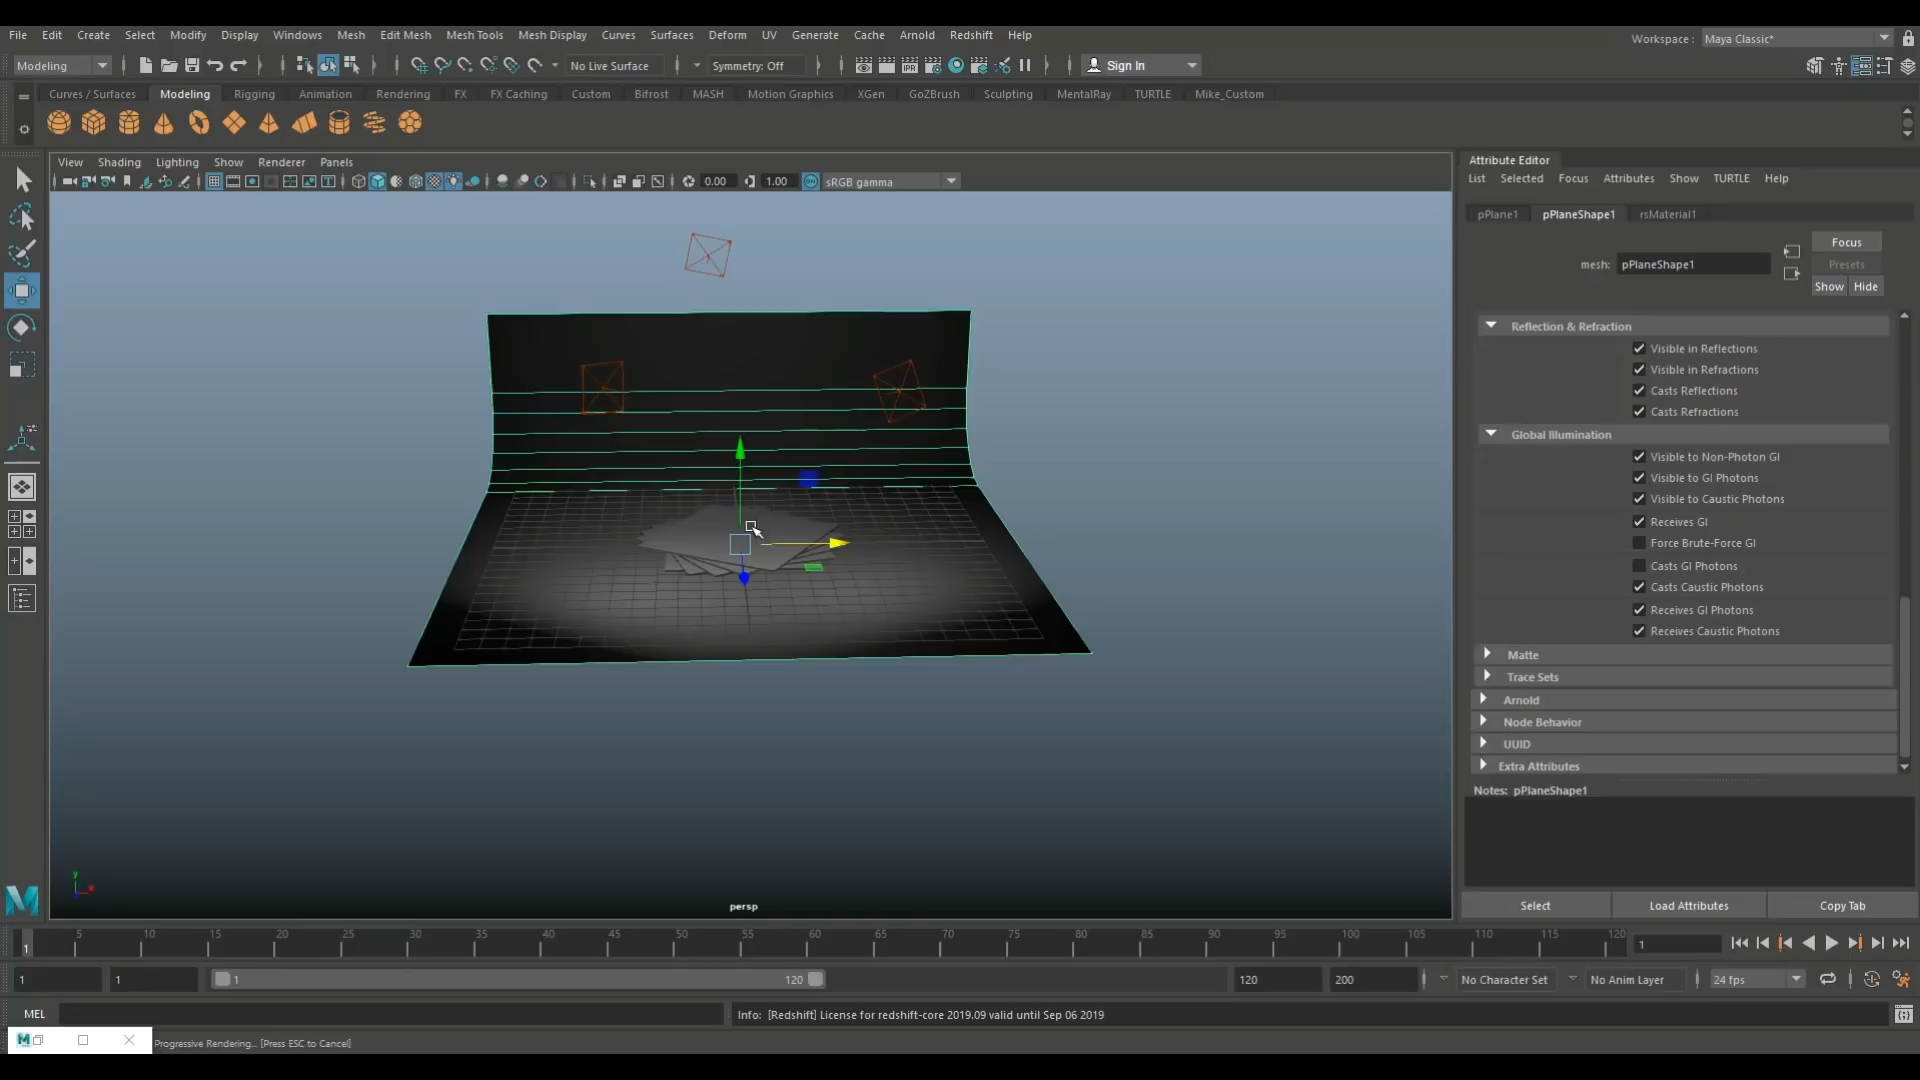 File Edit Create Select Modify Display Windows Mesh Edit Mesh Mesh Tools Mesh Display Curves Surfaces Deform UV Generate Cache Arnold Redshift Help
Workspace : Maya Classic*
Modeling No Live Surface Symmetry: Off Sign In
Curves / Surfaces Modeling Rigging Animation Rendering FX FX Caching Custom Bifrost MASH Motion Graphics XGen GoZBrush Sculpting MentalRay TURTLE Mike_Custom
View Shading Lighting Show Renderer Panels
0.00 1.00 sRGB gamma
Attribute Editor
List Selected Focus Attributes Show TURTLE Help
pPlane1 pPlaneShape1 rsMaterial1
Focus
mesh: pPlaneShape1 Presets
Show Hide
Reflection & Refraction
Visible in Reflections
Visible in Refractions
Casts Reflections
Casts Refractions
Global Illumination
Visible to Non-Photon GI
Visible to GI Photons
Visible to Caustic Photons
Receives GI
Force Brute-Force GI
Casts GI Photons
Casts Caustic Photons
Receives GI Photons
Receives Caustic Photons
Matte
Trace Sets
Arnold
Node Behavior
UUID
Extra Attributes
Notes: pPlaneShape1
y
persp
Select Load Attributes Copy Tab
5 10 15 20 25 30 35 40 45 50 55 60 65 70 75 80 85 90 95 100 105 110 115 120
1 1
1 1 1 120 120 200 No Character Set No Anim Layer 24 fps
MEL Info: [Redshift] License for redshift-core 2019.09 valid until Sep 06 2019
Progressive Rendering... [Press ESC to Cancel]